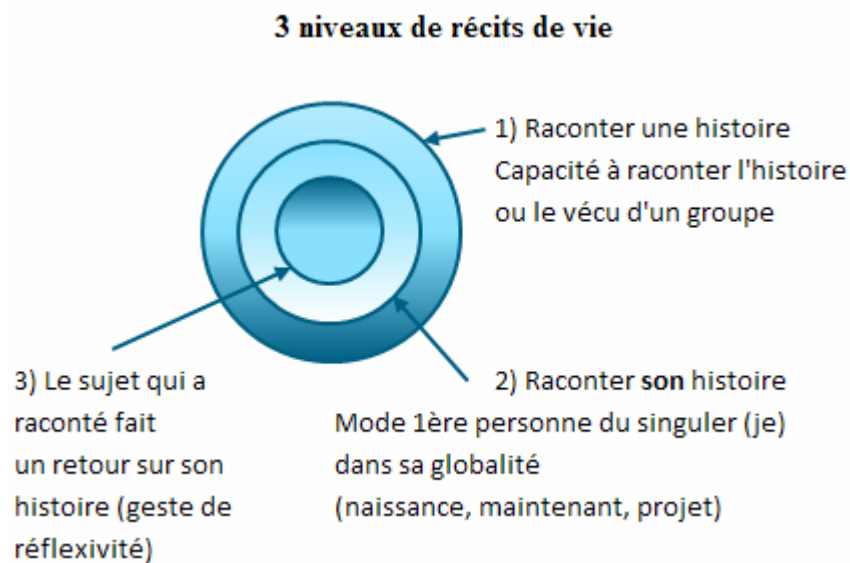 3 niveaux de récits de vie
1) Raconter une histoire
Capacité à raconter l'histoire
ou le vécu d'un groupe
2) Raconter son histoire
Mode 1ère personne du singuler (je)
dans sa globalité
(naissance, maintenant, projet)
3) Le sujet qui a
raconté fait
un retour sur son
histoire (geste de
réflexivité)